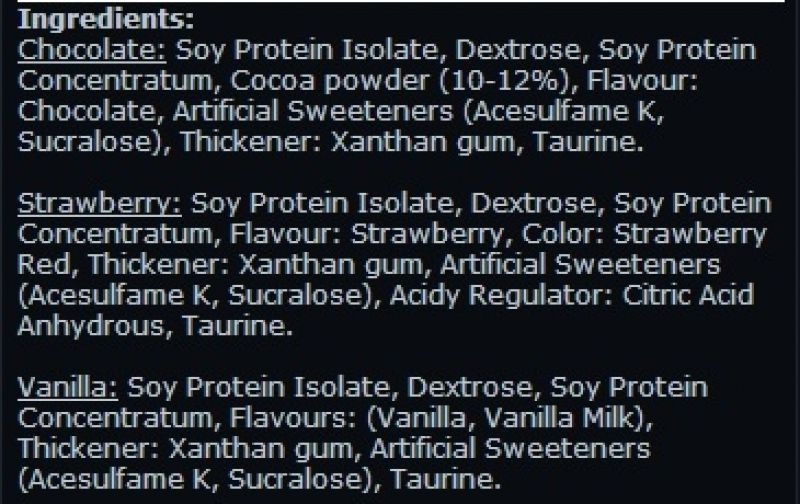 Ingredients:
Chocolate: Soy Protein Isolate, Dextrose, Soy Protein
Concentratum, Cocoa powder (10-12%), Flavour:
Chocolate, Artificial Sweeteners (Acesulfame K,
Sucralose), Thickener: Xanthan gum, Taurine.
Strawberry: Soy Protein Isolate, Dextrose, Soy Protein
Concentratum, Flavour: Strawberry, Color: Strawberry
Red, Thickener: Xanthan gum, Artificial Sweeteners
(Acesulfame K, Sucralose), Acidy Regulator: Citric Acid
Anhydrous, Taurine.
Vanilla: Soy Protein Isolate, Dextrose, Soy Protein
Concentratum, Flavours: (Vanilla, Vanilla Milk),
Thickener: Xanthan gum, Artificial Sweeteners
(Acesulfame K, Sucralose), Taurine.